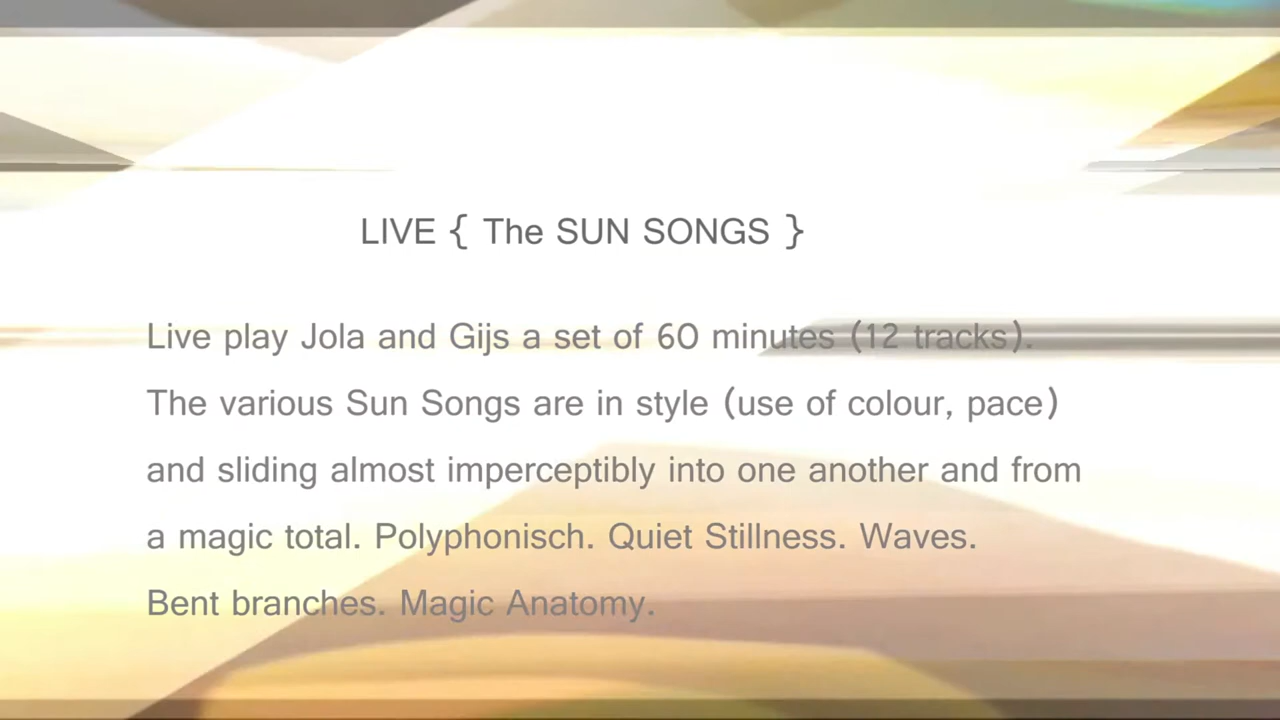 LIVE { The SUN SONGS }
Live play Jola and Gijs a set of 60 minutes (12 tracks).
The various Sun Songs are in style (use of colour, pace)
and sliding almost imperceptibly into one another and from
a magic total. Polyphonisch. Quiet Stillness. Waves.
Bent branches. Magic Anatomy.